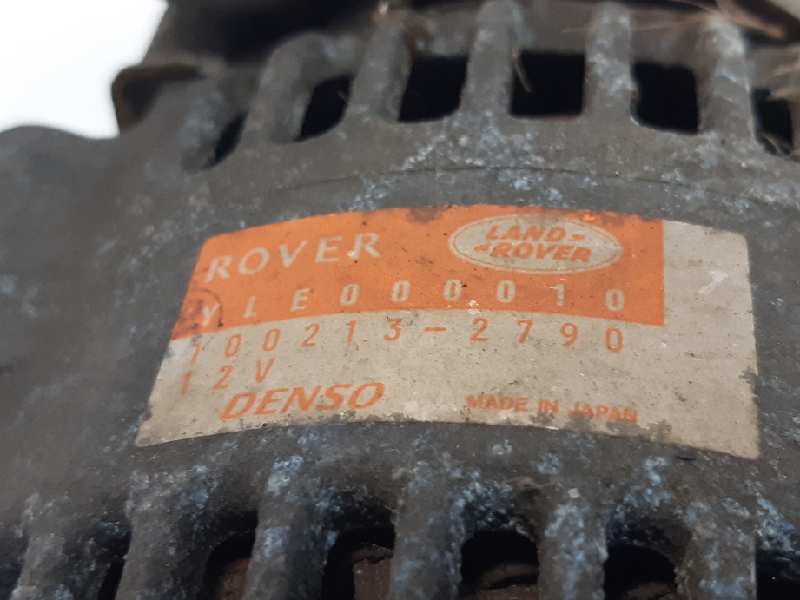 ROVER
LAND-
-ROVER
YLE000010
100213-2790
12V
DENSO
MADE IN JAPAN